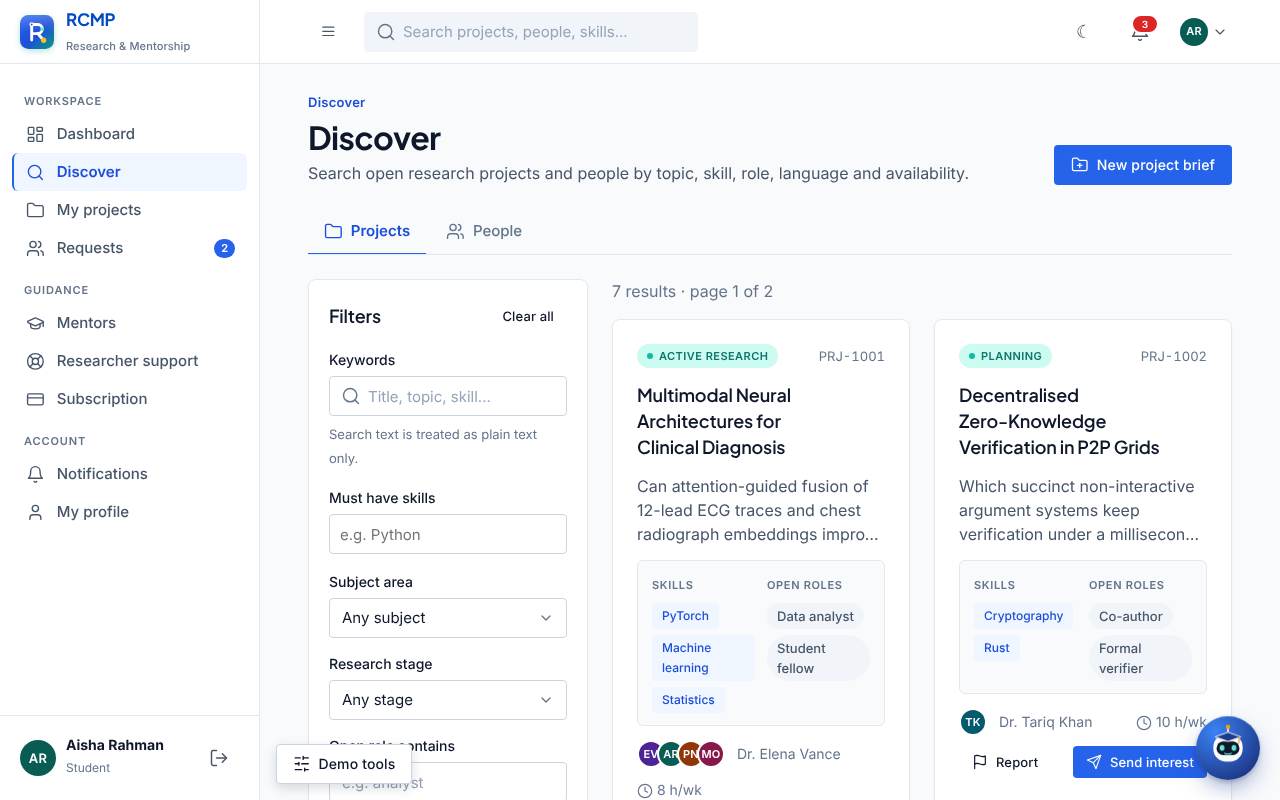 RCMP
Research & Mentorship
Search projects, people, skills...
3
AR
WORKSPACE
Dashboard
Discover
My projects
Requests
2
GUIDANCE
Mentors
Researcher support
Subscription
ACCOUNT
Notifications
My profile
AR
Aisha Rahman
Student
Discover
Discover
Search open research projects and people by topic, skill, role, language and availability.
New project brief
Projects
People
Filters
Clear all
Keywords
Title, topic, skill...
Search text is treated as plain text
only.
Must have skills
e.g. Python
Subject area
Any subject
Research stage
Any stage
Open role contains
e.g. analyst
Demo tools
7 results · page 1 of 2
ACTIVE RESEARCH
PRJ-1001
Multimodal Neural
Architectures for
Clinical Diagnosis
Can attention-guided fusion of
12-lead ECG traces and chest
radiograph embeddings impro...
SKILLS
OPEN ROLES
PyTorch
Data analyst
Machine
learning
Student
fellow
Statistics
EV
AR
PN
MO
Dr. Elena Vance
8 h/wk
PLANNING
PRJ-1002
Decentralised
Zero-Knowledge
Verification in P2P Grids
Which succinct non-interactive
argument systems keep
verification under a millisecon...
SKILLS
OPEN ROLES
Cryptography
Co-author
Rust
Formal
verifier
TK
Dr. Tariq Khan
10 h/wk
Report
Send interest